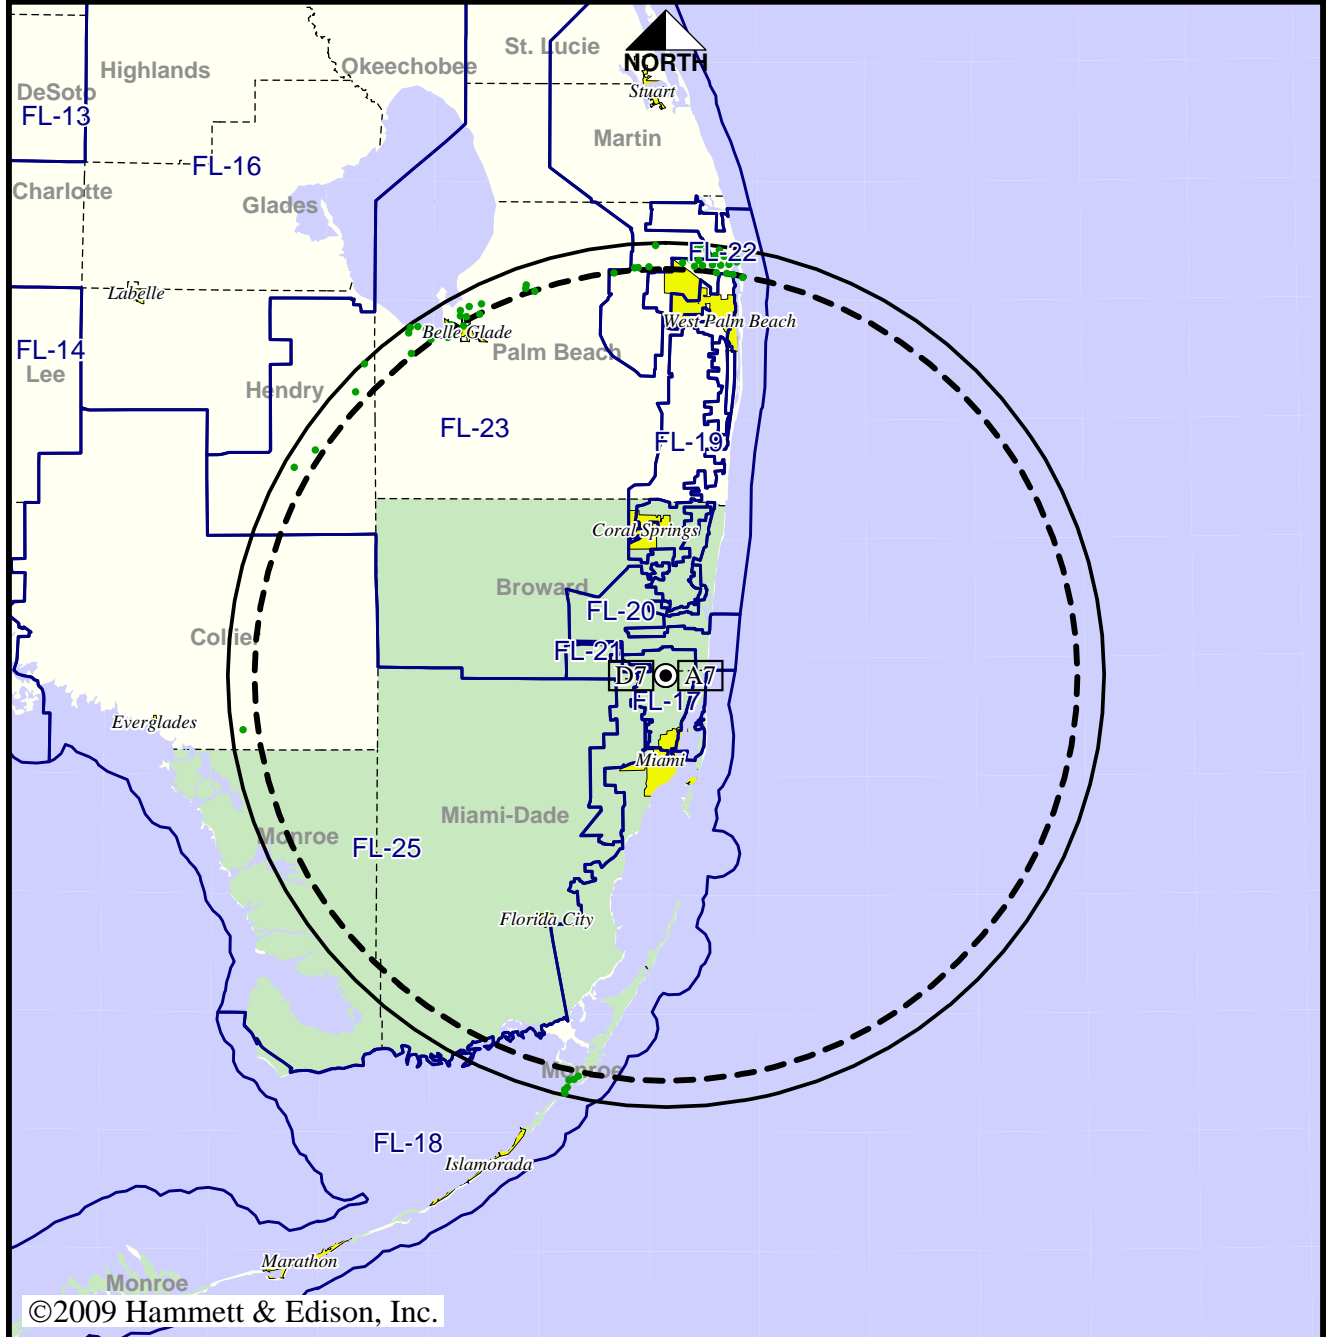 St. Lucie
NORTH
Highlands
Okeechobee
DeSoto
FL-13
Stuart
Martin
FL-16
Charlotte
Glades
FL-22
Labelle
West Palm Beach
Belle Glade
FL-14
Lee
Palm Beach
Hendry
FL-23
FL-19
Coral Springs
Broward
FL-20
Collier
FL-21
D7
A7
FL-17
Everglades
Miami
Miami-Dade
Monroe
FL-25
Florida City
Monroe
FL-18
Islamorada
Marathon
Monroe
©2009 Hammett & Edison, Inc.